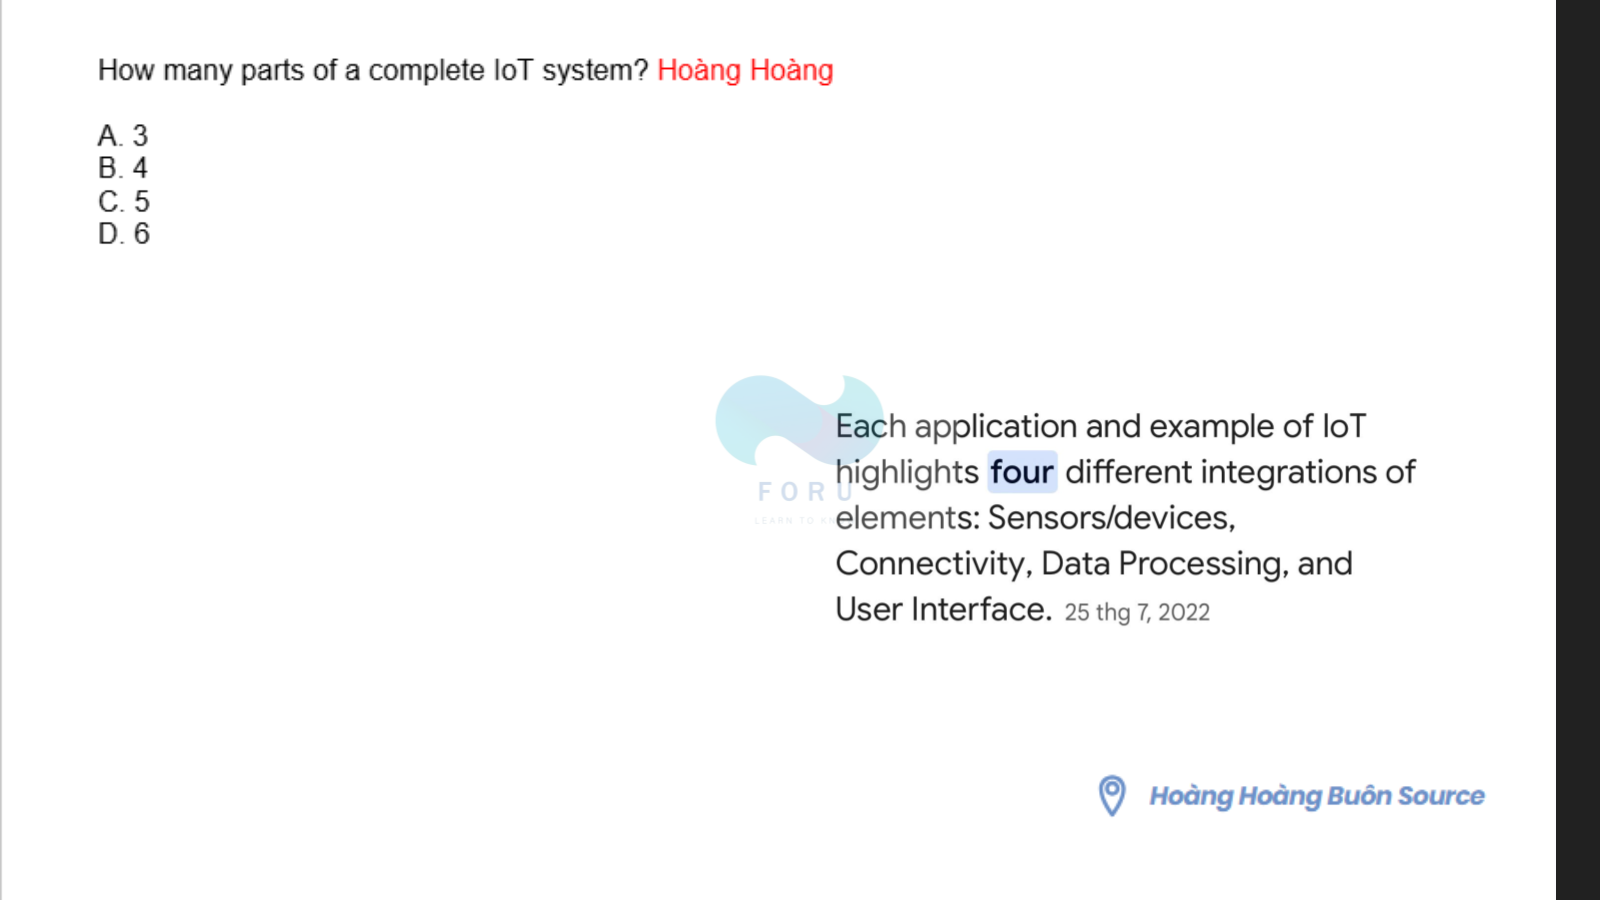 How many parts of a complete IoT system? Hoàng Hoàng
A. 3
B. 4
C. 5
D. 6
Each application and example of IoT
highlights four different integrations of
elements: Sensors/devices,
Connectivity, Data Processing, and
User Interface. 25 thg 7, 2022
FORU
LEARN TO
Hoàng Hoàng Buôn Source